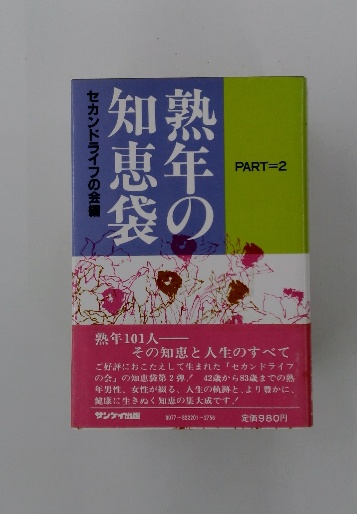 熟年の
知恵袋
セカンドライフの会編
PART=2
熟年101人——
その知恵と人生のすべて
ご好評におこたえして生まれた「セカンドライフ
の会」の知恵袋第2弾！ 42歳から83歳までの熟
年男性、女性が綴る、人生の軌跡と、より豊かに、
健康に生きぬく知恵の集大成です！
サンケイ出版
0077-832201-2756
定価980円